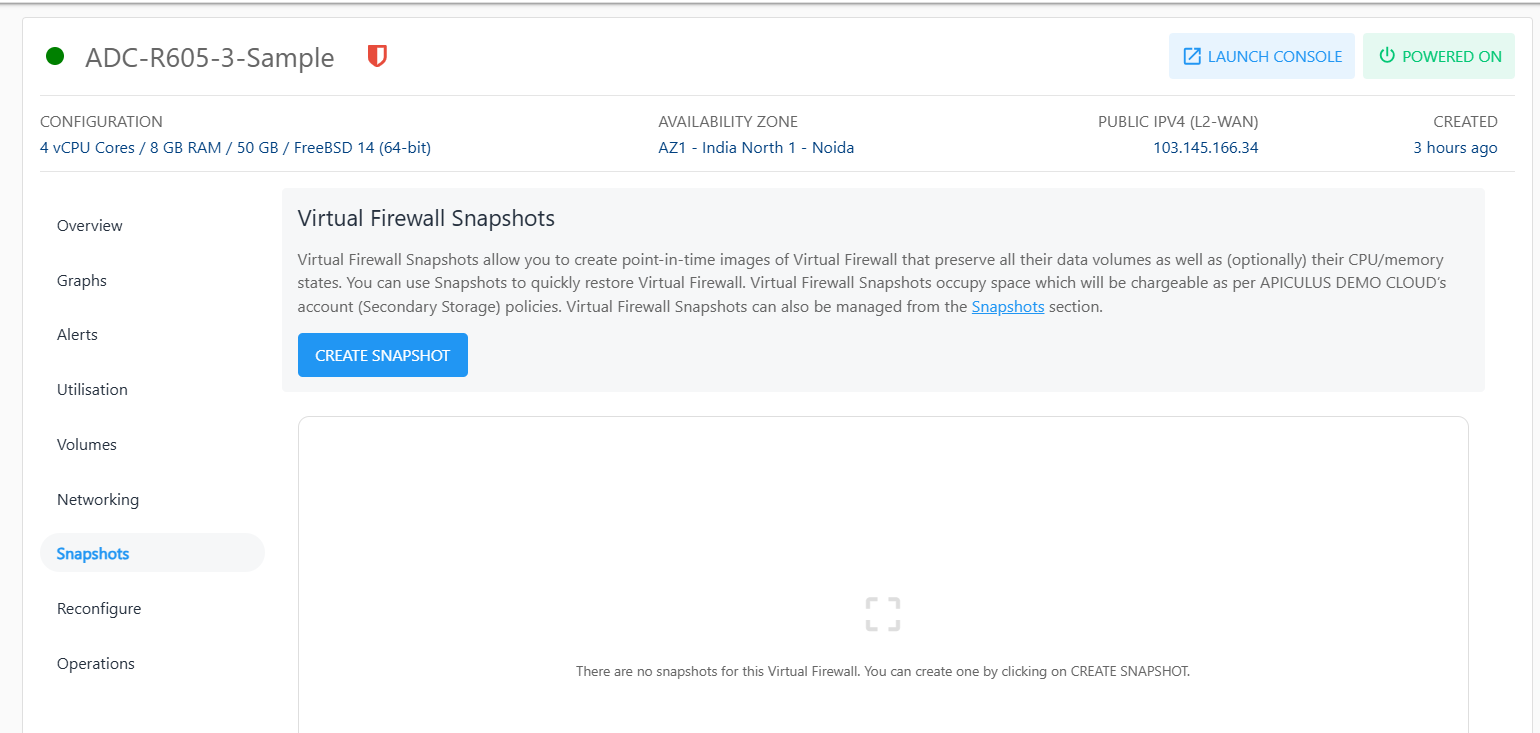 ADC-R605-3-Sample
LAUNCH CONSOLE
POWERED ON
CONFIGURATION
AVAILABILITY ZONE
PUBLIC IPV4 (L2-WAN)
CREATED
4 vCPU Cores / 8 GB RAM / 50 GB / FreeBSD 14 (64-bit)
AZ1 - India North 1 - Noida
103.145.166.34
3 hours ago
Overview
Graphs
Alerts
Utilisation
Volumes
Networking
Snapshots
Reconfigure
Operations
Virtual Firewall Snapshots
Virtual Firewall Snapshots allow you to create point-in-time images of Virtual Firewall that preserve all their data volumes as well as (optionally) their CPU/memory
states. You can use Snapshots to quickly restore Virtual Firewall. Virtual Firewall Snapshots occupy space which will be chargeable as per APICULUS DEMO CLOUD's
account (Secondary Storage) policies. Virtual Firewall Snapshots can also be managed from the Snapshots section.
CREATE SNAPSHOT
There are no snapshots for this Virtual Firewall. You can create one by clicking on CREATE SNAPSHOT.